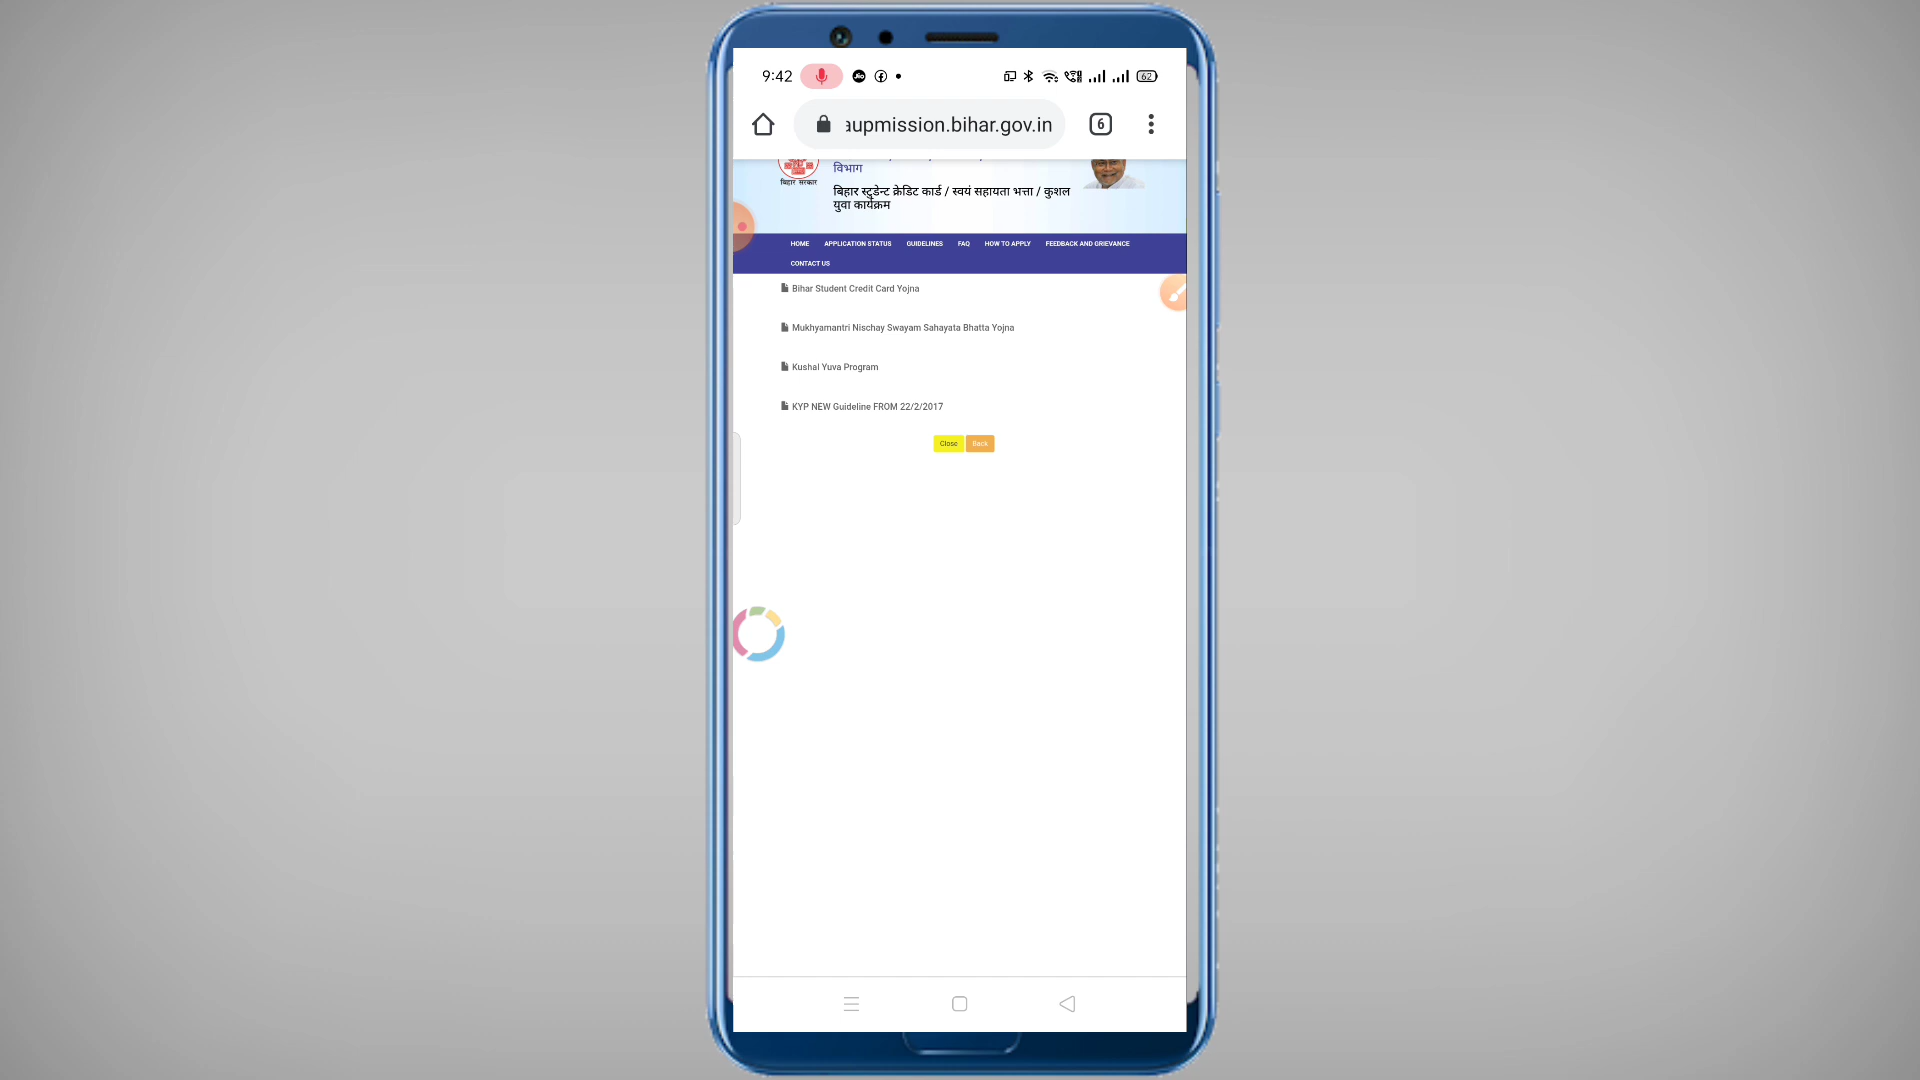 9:42
62
aupmission.bihar.gov.in
6
बिहार सरकार
विभाग
बिहार स्टुडेन्ट क्रेडिट कार्ड / स्वयं सहायता भत्ता / कुशल
युवा कार्यक्रम
HOME APPLICATION STATUS GUIDELINES FAQ HOW TO APPLY FEEDBACK AND GRIEVANCE
CONTACT US
Bihar Student Credit Card Yojna
Mukhyamantri Nischay Swayam Sahayata Bhatta Yojna
Kushal Yuva Program
KYP NEW Guideline FROM 22/2/2017
Close Back